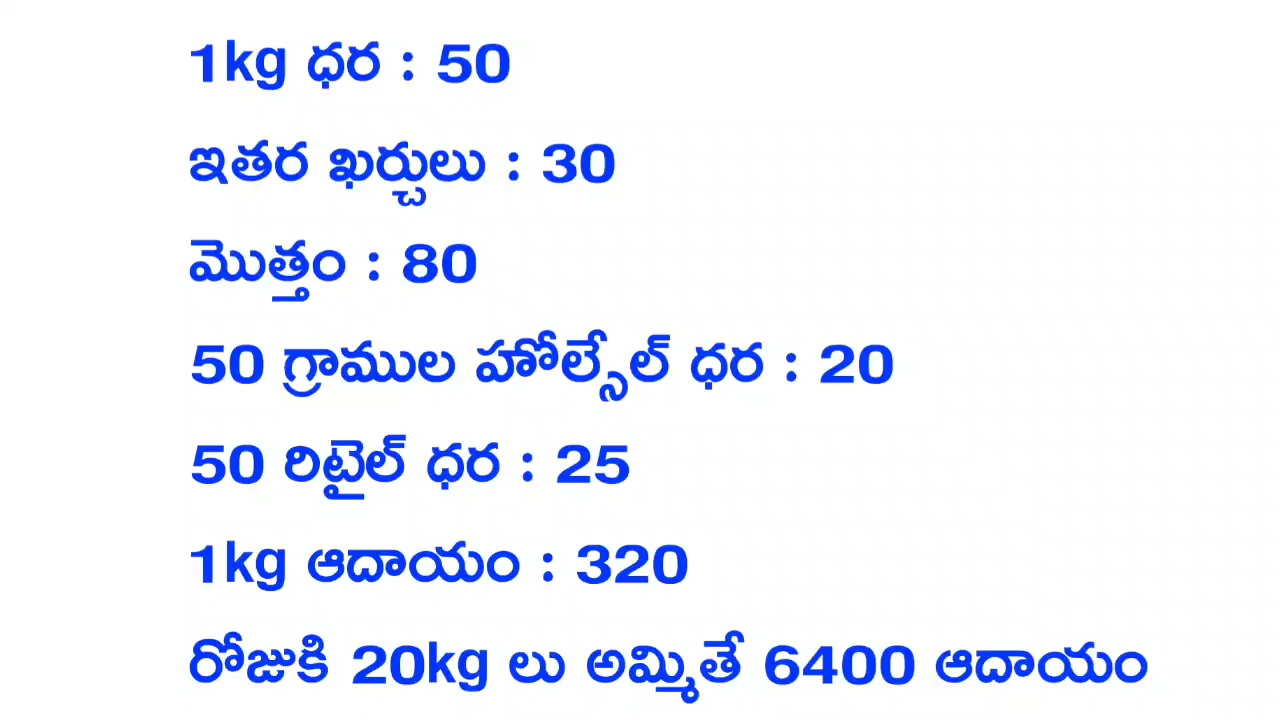 1kg ధర : 50
ఇతర ఖర్చులు : 30
మొత్తం : 80
50 గ్రాముల హోల్సేల్ ధర : 20
50 రిటైల్ ధర : 25
1kg ఆదాయం : 320
రోజుకి 20kg లు అమ్మితే 6400 ఆదాయం